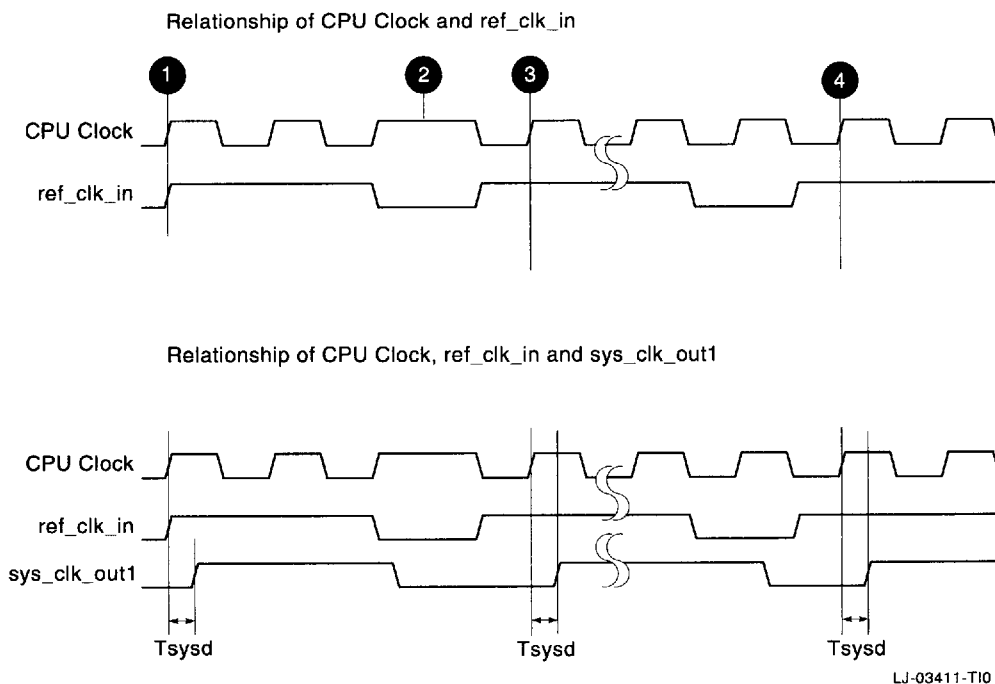 Relationship of CPU Clock and ref_clk_in
1 2 3 4
CPU Clock
ref_clk_in
Relationship of CPU Clock, ref_clk_in and sys_clk_out1
CPU Clock
ref_clk_in
sys_clk_out1
Tsysd Tsysd Tsysd
LJ-03411-TI0